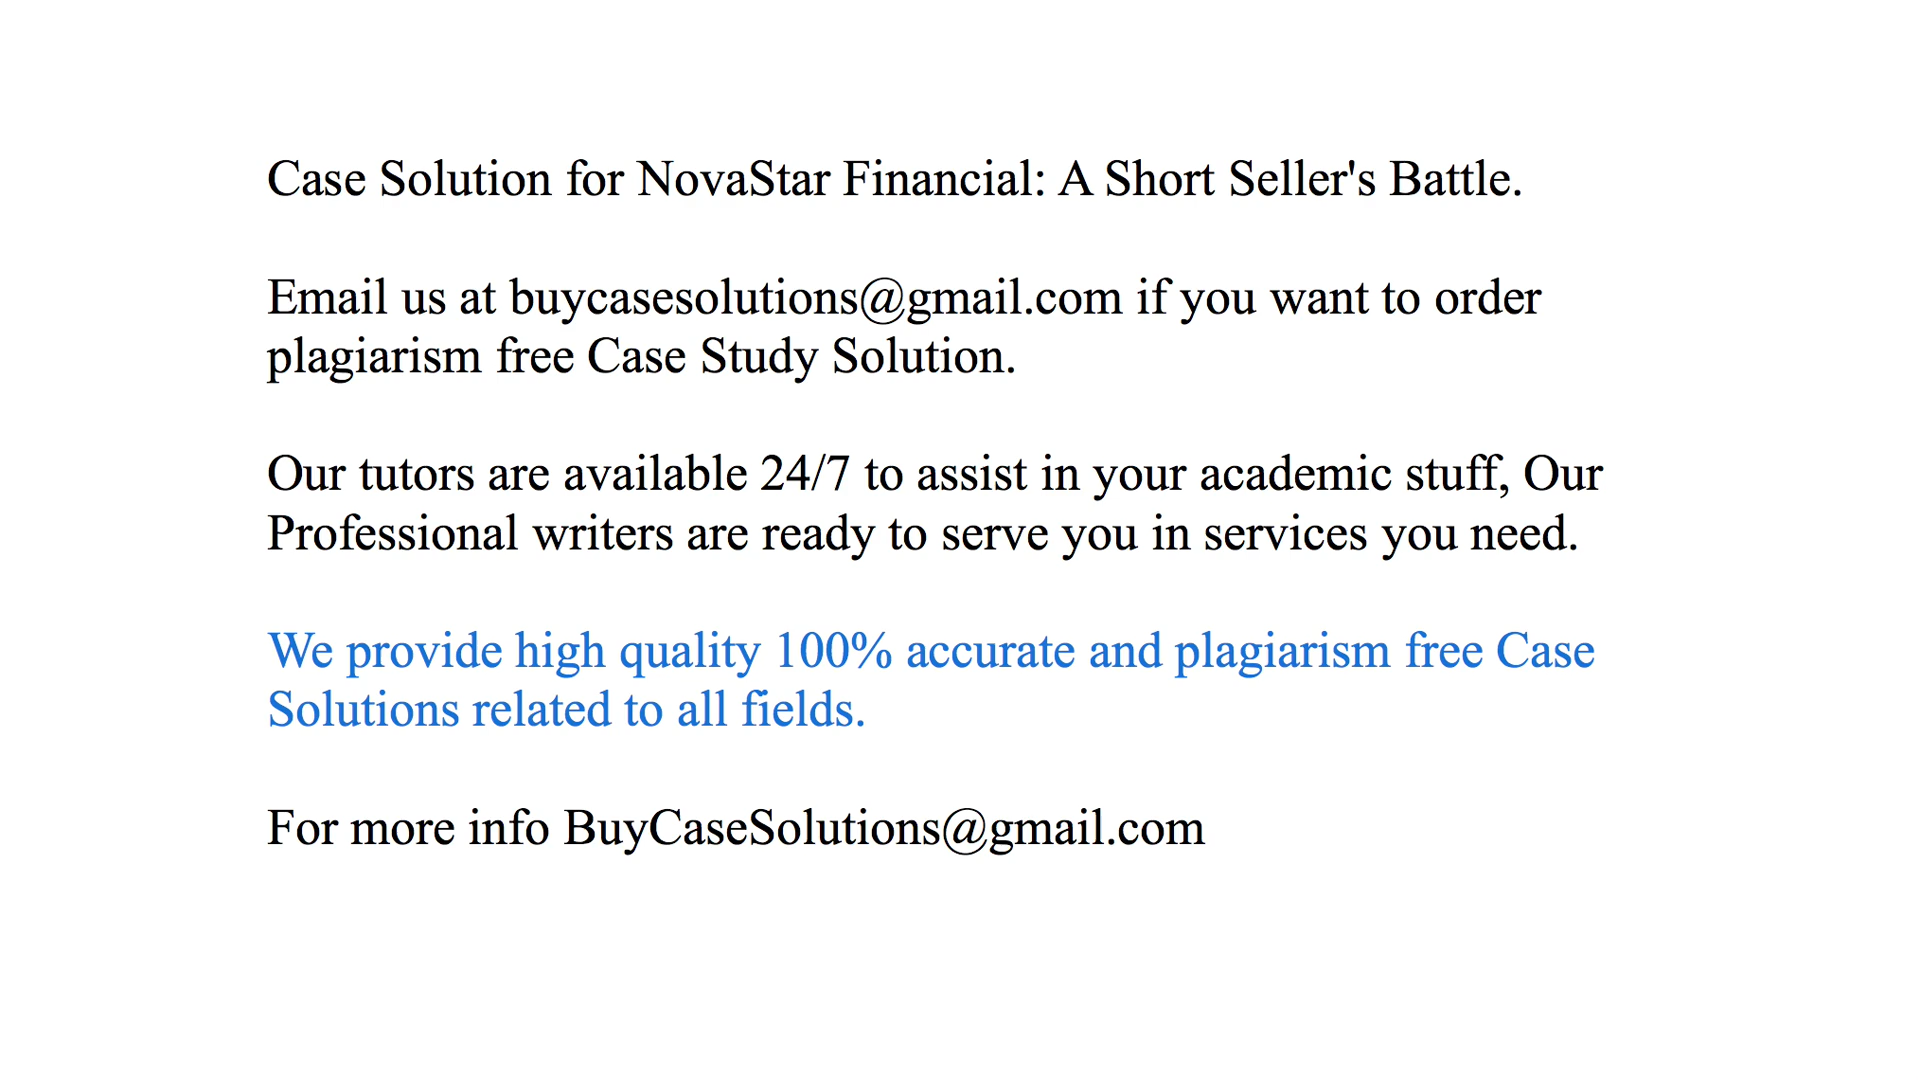 Case Solution for NovaStar Financial: A Short Seller's Battle.
Email us at buycasesolutions@gmail.com if you want to order
plagiarism free Case Study Solution.
Our tutors are available 24/7 to assist in your academic stuff, Our
Professional writers are ready to serve you in services you need.
We provide high quality 100% accurate and plagiarism free Case
Solutions related to all fields.
For more info BuyCaseSolutions@gmail.com